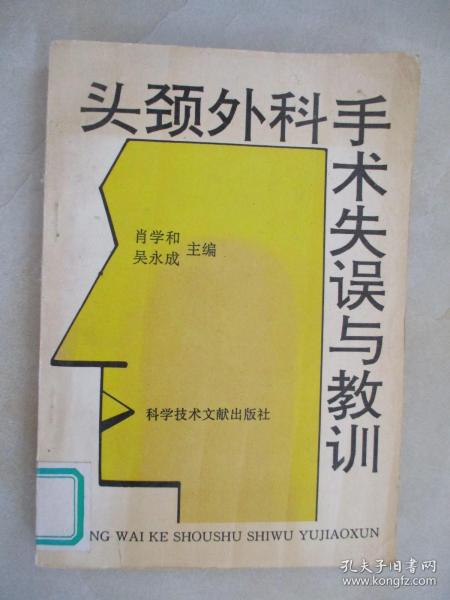 头颈外科手术失误与教训
肖学和
吴永成
主编
科学技术文献出版社
NG WAI KE SHOUSHU SHIWU YUJIAOXUN
孔夫子旧书网
www.kongfz.com